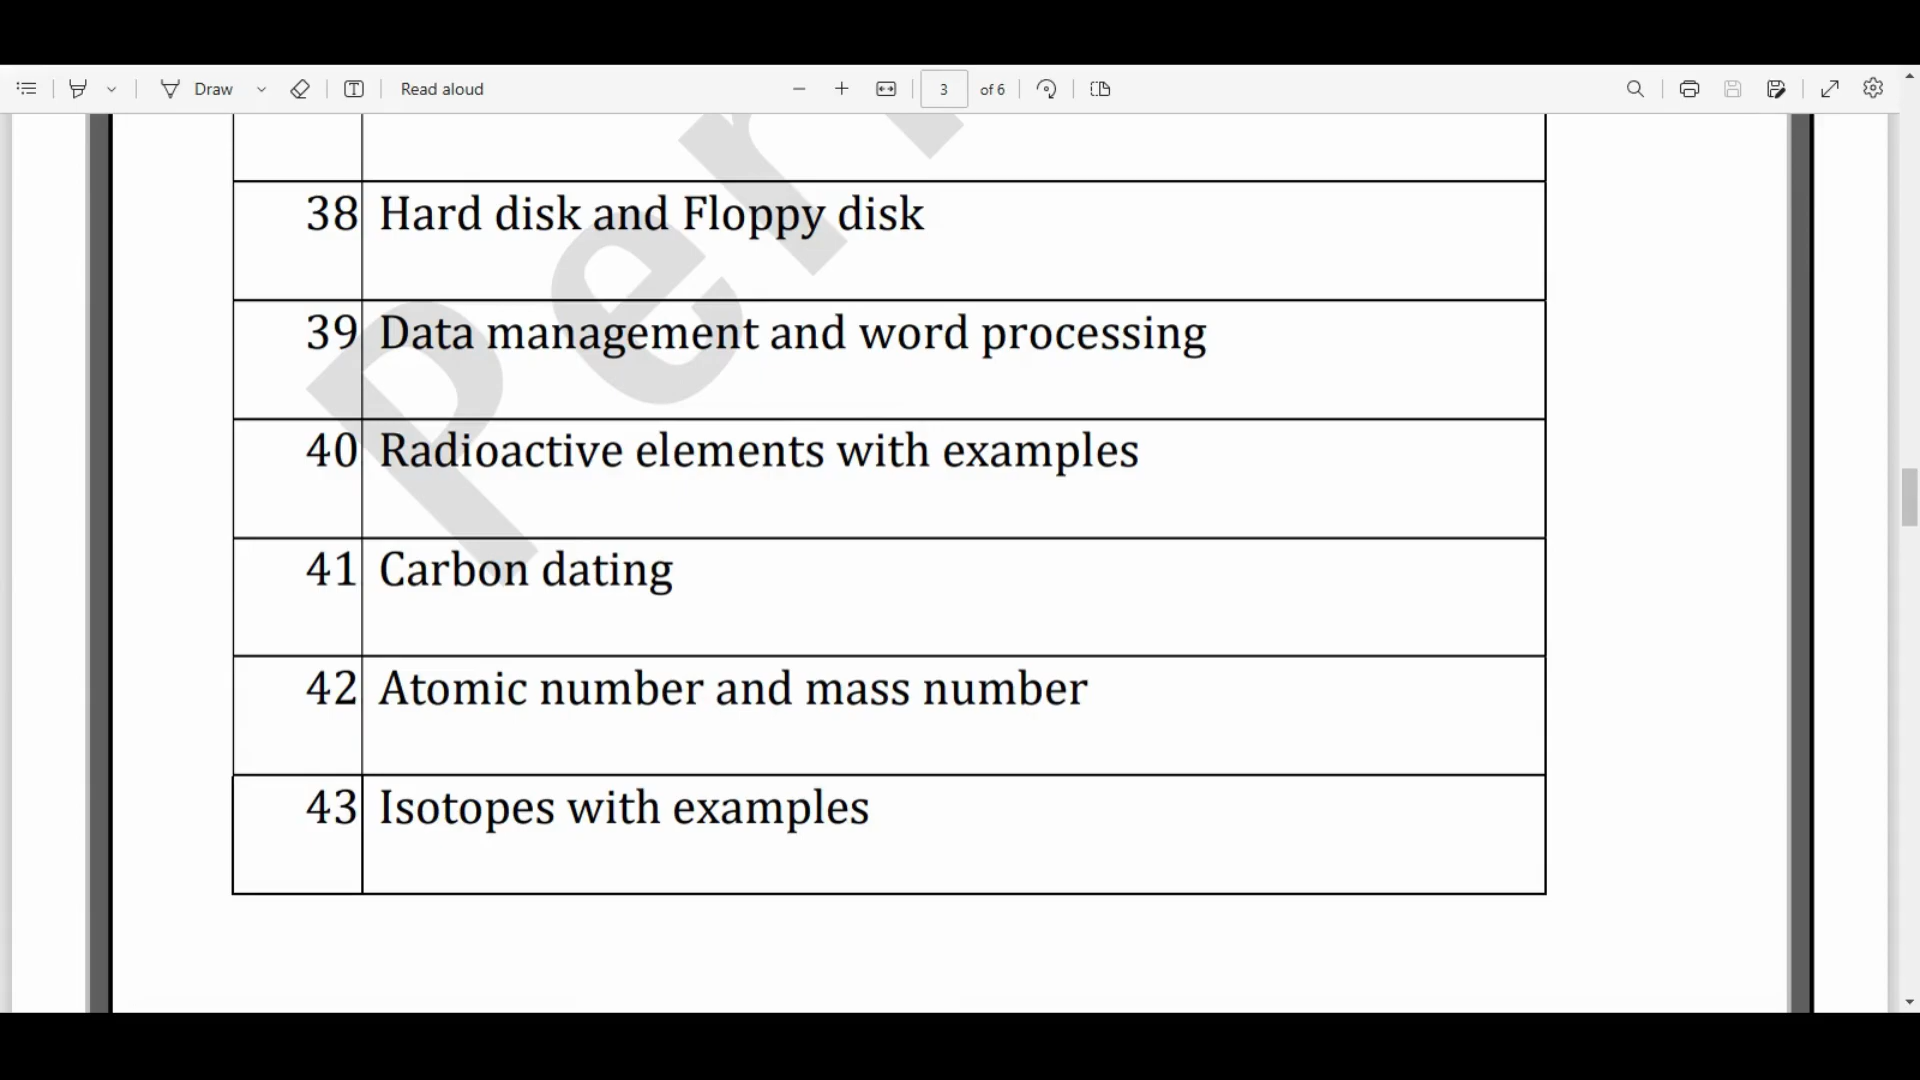 Draw
Read aloud
3 of 6
38 Hard disk and Floppy disk
39 Data management and word processing
40 Radioactive elements with examples
41 Carbon dating
42 Atomic number and mass number
43 Isotopes with examples